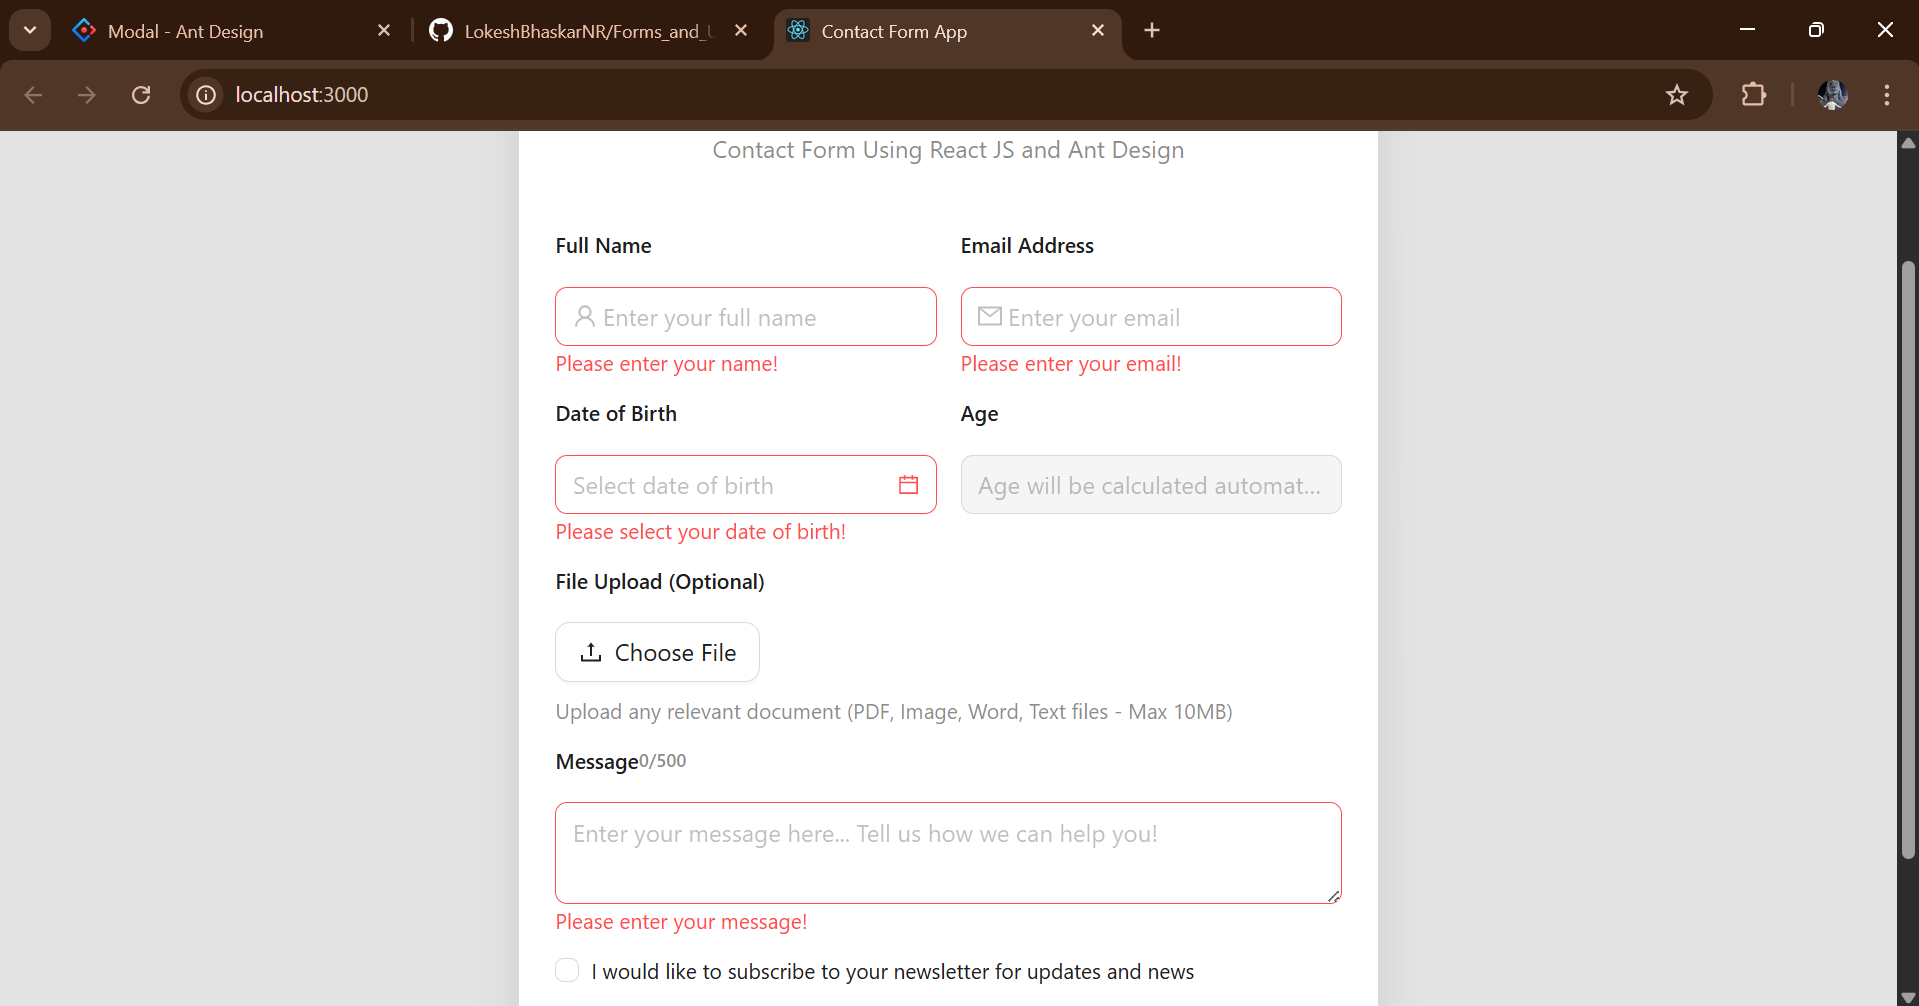 Modal - Ant Design
LokeshBhaskarNR/Forms_and_
Contact Form App
localhost:3000
Contact Form Using React JS and Ant Design
Full Name
Email Address
Enter your full name
Enter your email
Please enter your name!
Please enter your email!
Date of Birth
Age
Select date of birth
Age will be calculated automat...
Please select your date of birth!
File Upload (Optional)
Choose File
Upload any relevant document (PDF, Image, Word, Text files - Max 10MB)
Message0/500
Enter your message here... Tell us how we can help you!
Please enter your message!
I would like to subscribe to your newsletter for updates and news